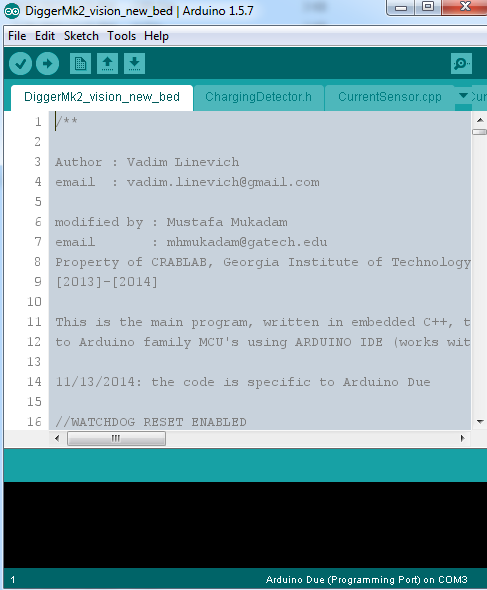 DiggerMk2_vision_new_bed | Arduino 1.5.7
File Edit Sketch Tools Help
DiggerMk2_vision_new_bed ChargingDetector.h CurrentSensor.cpp
1 /**
2
3 Author : Vadim Linevich
4 email  : vadim.linevich@gmail.com
5
6 modified by : Mustafa Mukadam
7 email       : mhmukadam@gatech.edu
8 Property of CRABLAB, Georgia Institute of Technology
9 [2013]-[2014]
10
11 This is the main program, written in embedded C++, t
12 to Arduino family MCU's using ARDUINO IDE (works wit
13
14 11/13/2014: the code is specific to Arduino Due
15
16 //WATCHDOG RESET ENABLED
1 Arduino Due (Programming Port) on COM3